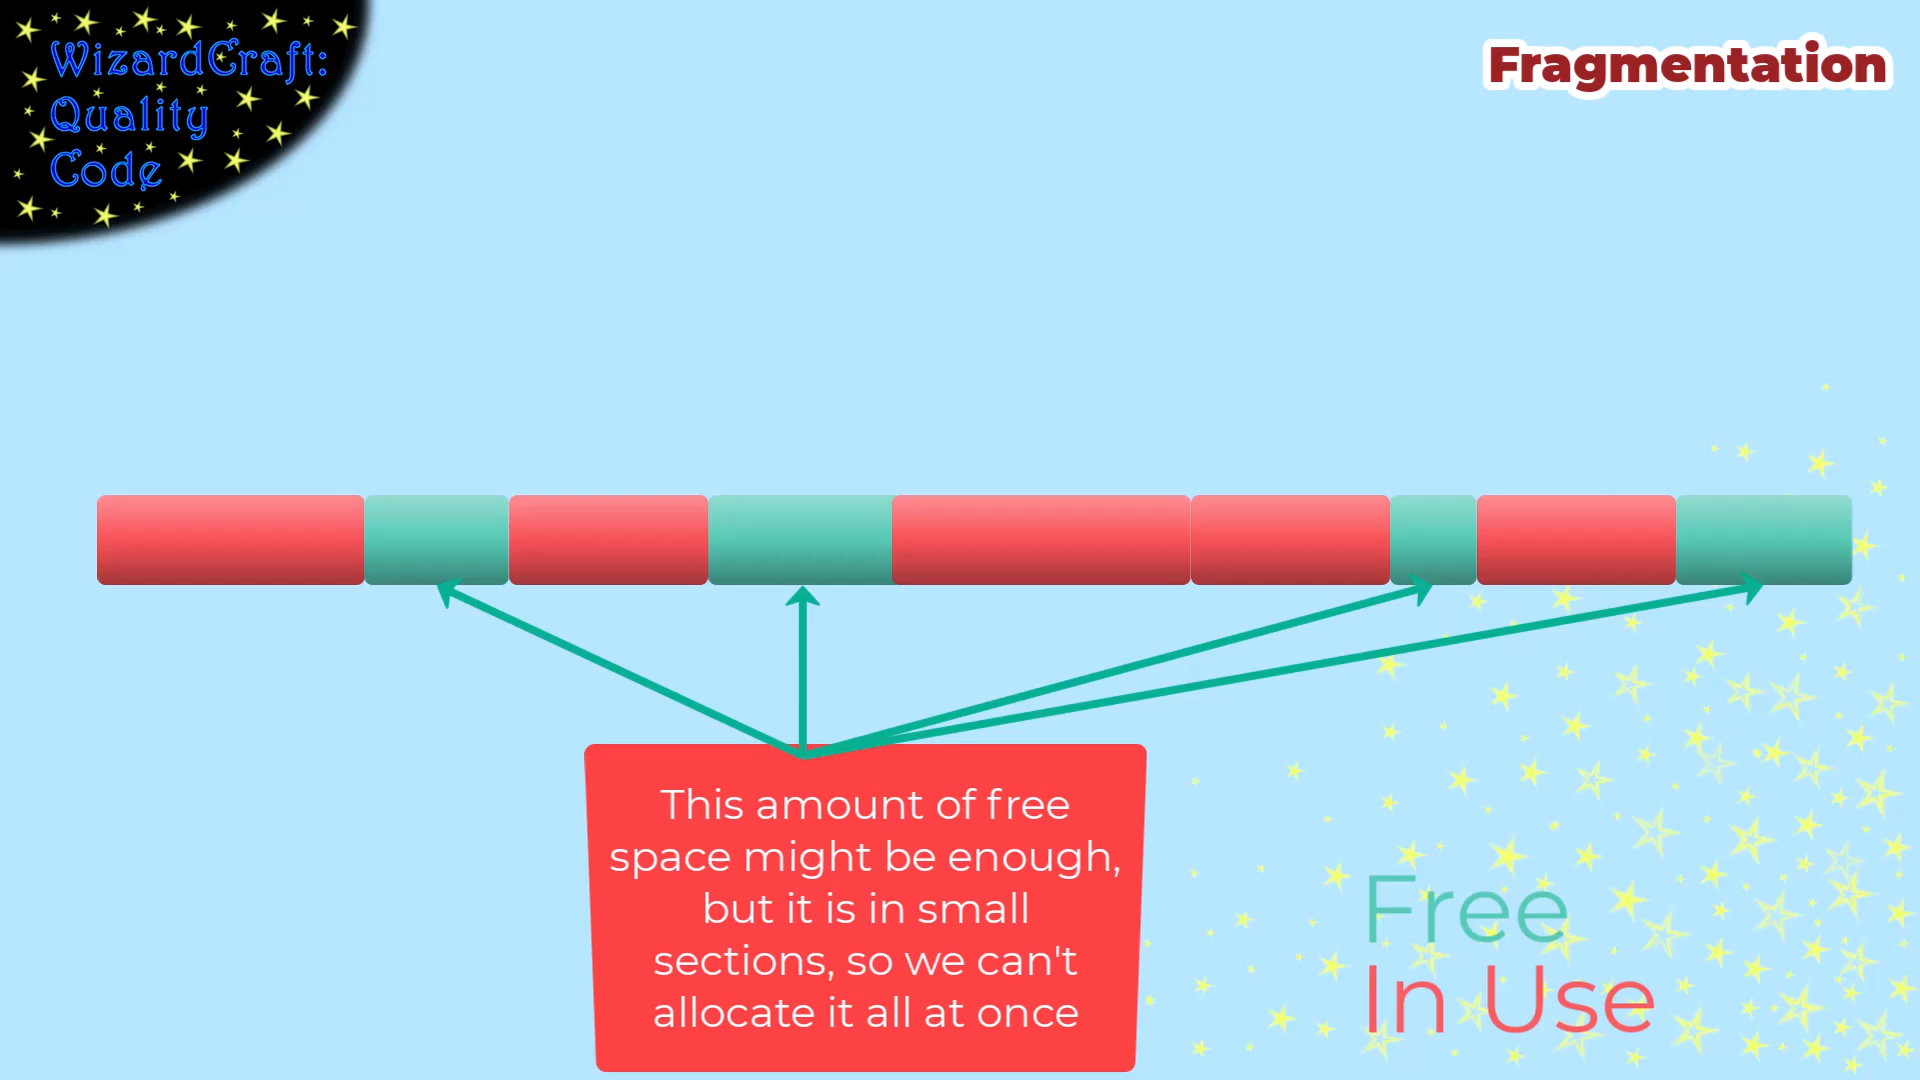 WizardCraft:
Quality
Code
Fragmentation
This amount of free
space might be enough,
but it is in small
sections, so we can't
allocate it all at once
Free
In Use